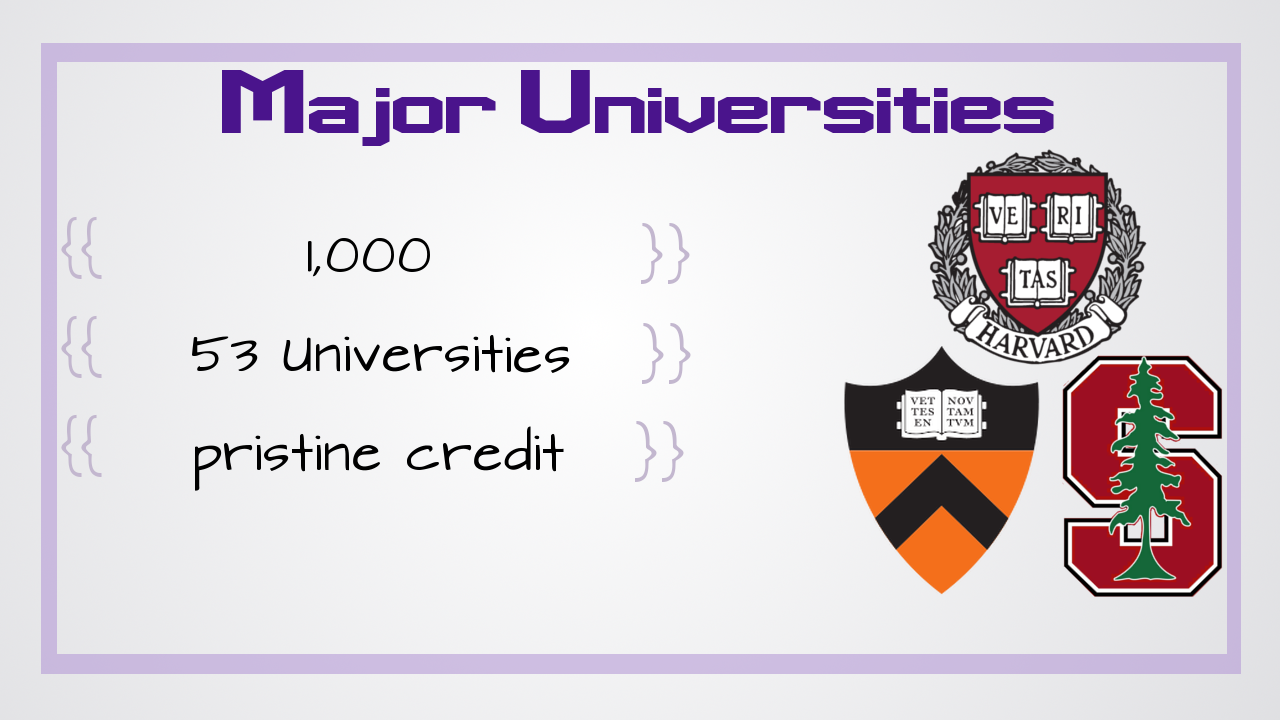 Major Universities
{{ 1,000 }}
{{ 53 Universities }}
{{ pristine credit }}
VE RI
TAS
HARVARD
VET NOV
TES TAM
EN TVM
S